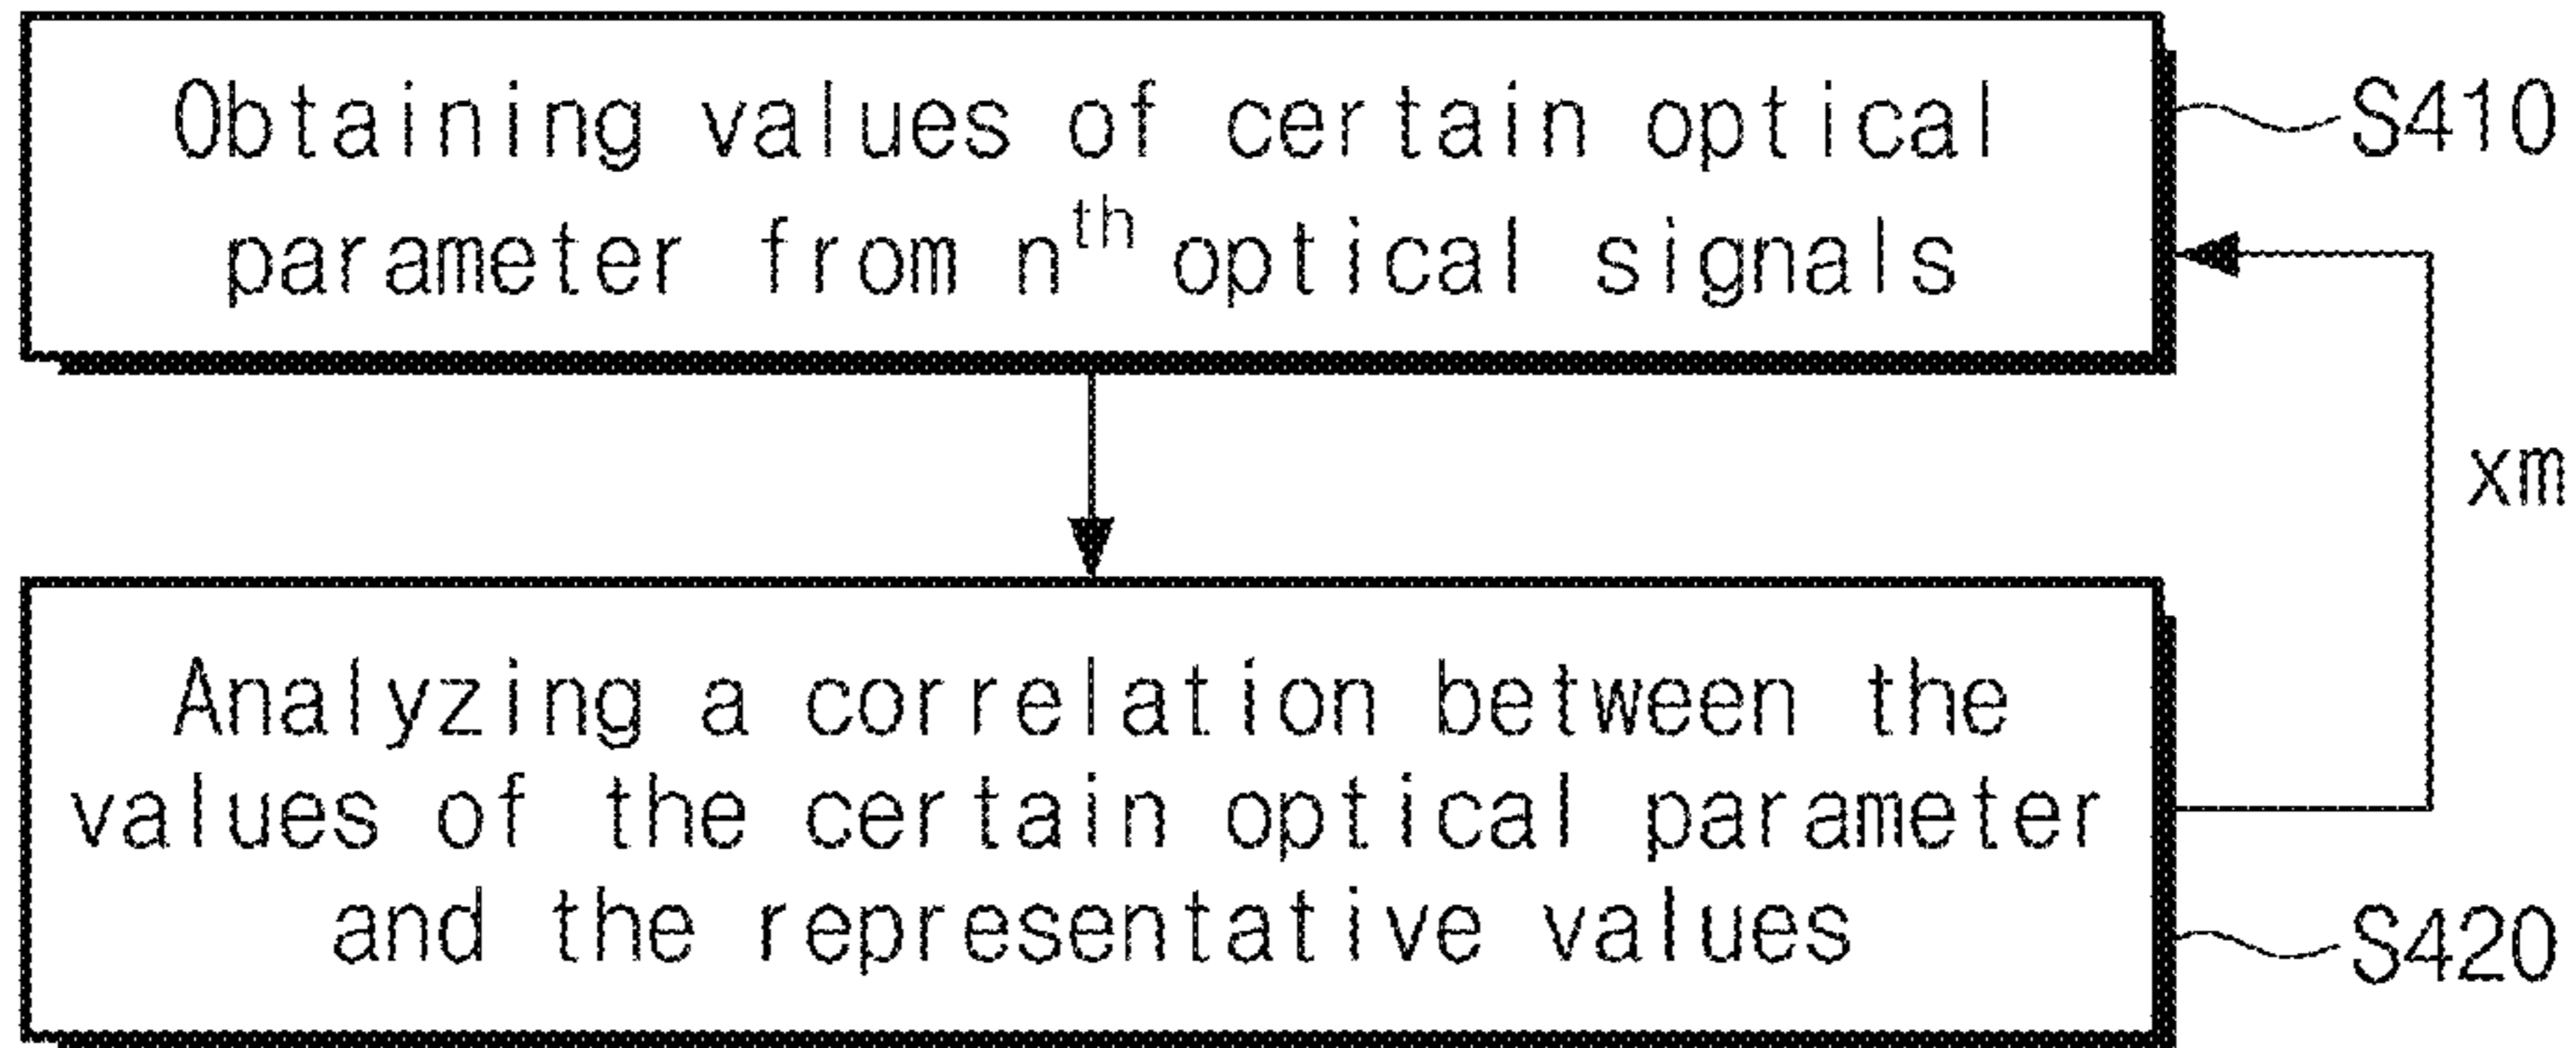 Obtaining values of certain optical
parameter from nth optical signals
S410
xm
Analyzing a correlation between the
values of the certain optical parameter
and the representative values
S420